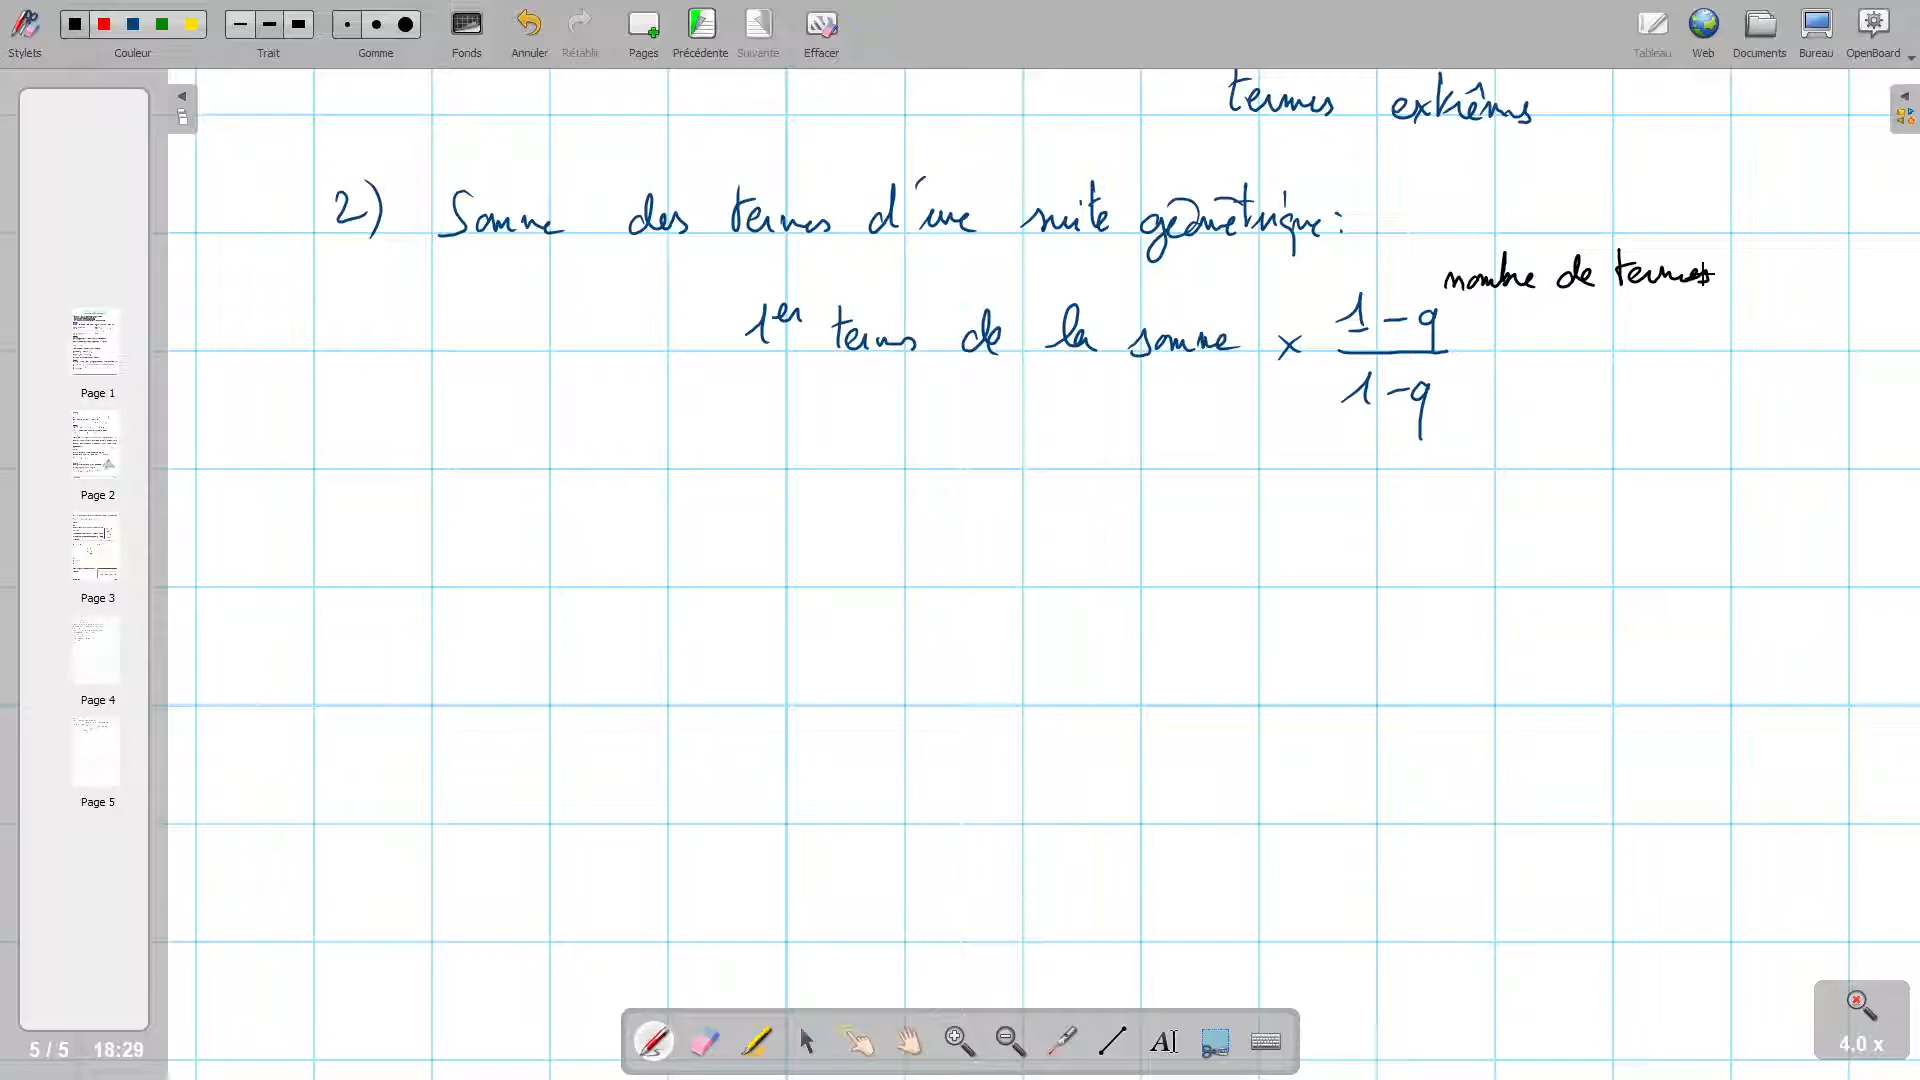 Stylets
Couleur
Trait
Gomme
Fonds
Annuler
Rétablir
Pages
Précédente
Suivante
Effacer
Tableau
Web
Documents
Bureau
OpenBoard
termes extrêmes
2) Somme des termes d'une suite géométrique:
nombre de termes
1er terme de la somme × 1-q
1-q
Page 1
Page 2
Page 3
Page 4
Page 5
5 / 5 18:29
4.0 x